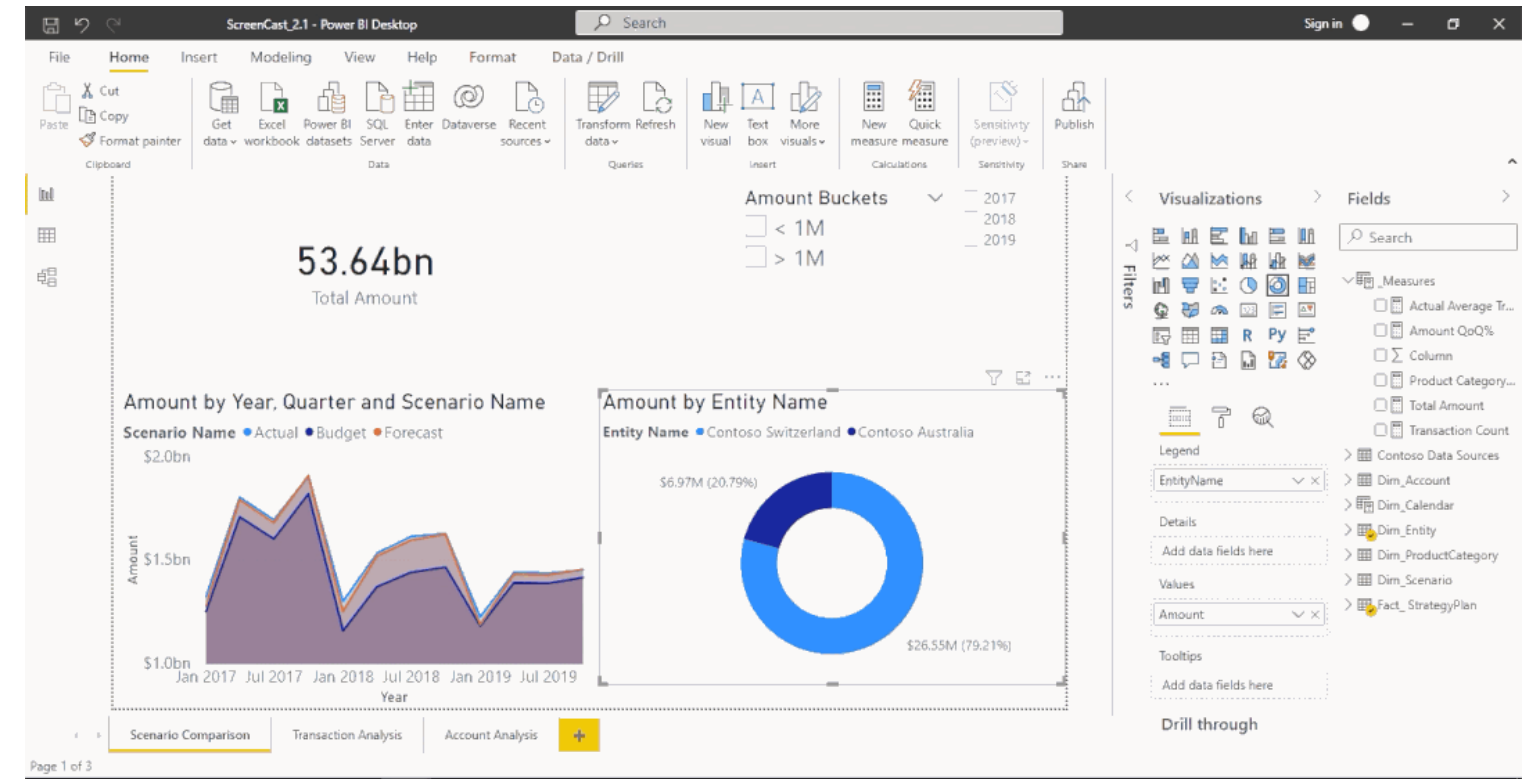 ScreenCast_2.1 - Power BI Desktop
Search
Sign in
File Home Insert Modeling View Help Format Data / Drill
Paste
Cut
Copy
Format painter
Clipboard
Get data
Excel workbook
Power BI datasets
SQL Server
Enter data
Dataverse
Recent sources
Data
Transform data
Refresh
Queries
New visual
Text box
More visuals
Insert
New measure
Quick measure
Calculations
Sensitivity (preview)
Sensitivity
Publish
Share
53.64bn
Total Amount
Amount Buckets
< 1M
> 1M
2017
2018
2019
Amount by Year, Quarter and Scenario Name
Scenario Name Actual Budget Forecast
$2.0bn
$1.5bn
$1.0bn
Amount
Jan 2017 Jul 2017 Jan 2018 Jul 2018 Jan 2019 Jul 2019
Year
Amount by Entity Name
Entity Name Contoso Switzerland Contoso Australia
$6.97M (20.79%)
$26.55M (79.21%)
Filters
Visualizations
R Py
123
...
Legend
EntityName
Details
Add data fields here
Values
Amount
Tooltips
Add data fields here
Drill through
Fields
Search
_Measures
Actual Average Tr...
Amount QoQ%
Column
Product Category...
Total Amount
Transaction Count
Contoso Data Sources
Dim_Account
Dim_Calendar
Dim_Entity
Dim_ProductCategory
Dim_Scenario
Fact_ StrategyPlan
Scenario Comparison Transaction Analysis Account Analysis +
Page 1 of 3